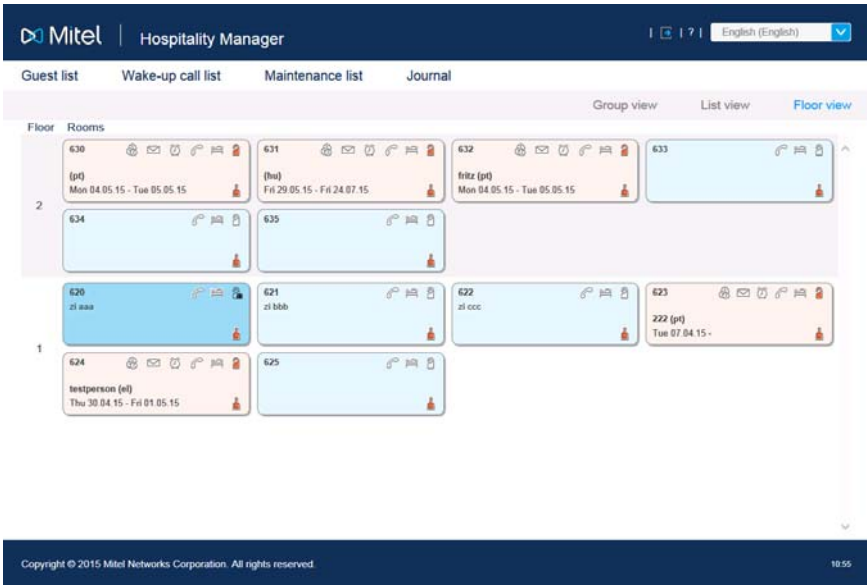 Mitel | Hospitality Manager | | ? | English (English)
Guest list Wake-up call list Maintenance list Journal
Group view List view Floor view
Floor Rooms
630 631 632 633
(pt) (hu) fritz (pt)
Mon 04.05.15 - Tue 05.05.15 Fri 29.05.15 - Fri 24.07.15 Mon 04.05.15 - Tue 05.05.15
2
634 635
620 621 622 623
zi aaa zi bbb zi ccc
222 (pt)
Tue 07.04.15 -
1
624 625
testperson (el)
Thu 30.04.15 - Fri 01.05.15
Copyright © 2015 Mitel Networks Corporation. All rights reserved. 10:55